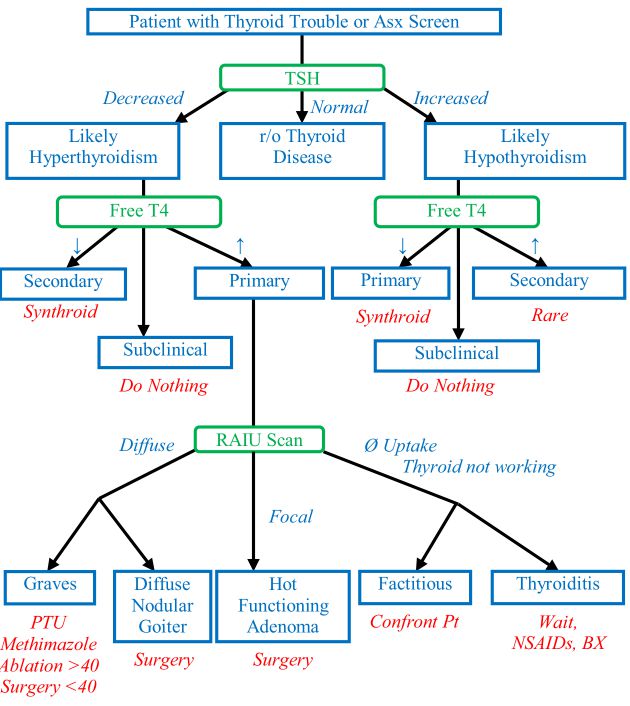 Patient with Thyroid Trouble or Asx Screen
TSH
Decreased
Normal
Increased
Likely
Hyperthyroidism
r/o Thyroid
Disease
Likely
Hypothyroidism
Free T4
Free T4
↓
↑
↓
↑
Secondary
Primary
Primary
Secondary
Synthroid
Synthroid
Rare
Subclinical
Subclinical
Do Nothing
Do Nothing
RAIU Scan
Diffuse
Ø Uptake
Thyroid not working
Focal
Graves
Diffuse
Nodular
Goiter
Hot
Functioning
Adenoma
Factitious
Thyroiditis
PTU
Methimazole
Ablation >40
Surgery <40
Surgery
Surgery
Confront Pt
Wait,
NSAIDs, BX